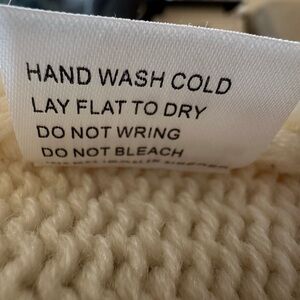 HAND WASH COLD
LAY FLAT TO DRY
DO NOT WRING
DO NOT BLEACH